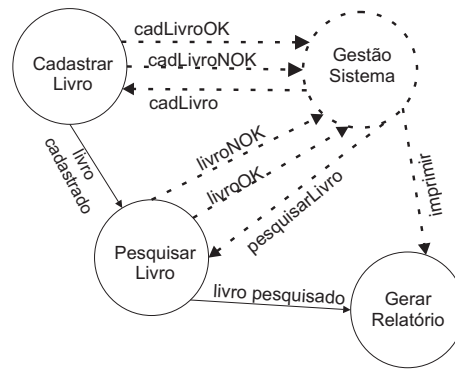 cadLivroOK
Cadastrar
Livro
cadLivroNOK
cadLivro
Gestão
Sistema
livro
cadastrado
livroNOK
livroOK
pesquisarLivro
imprimir
Pesquisar
Livro
livro pesquisado
Gerar
Relatório